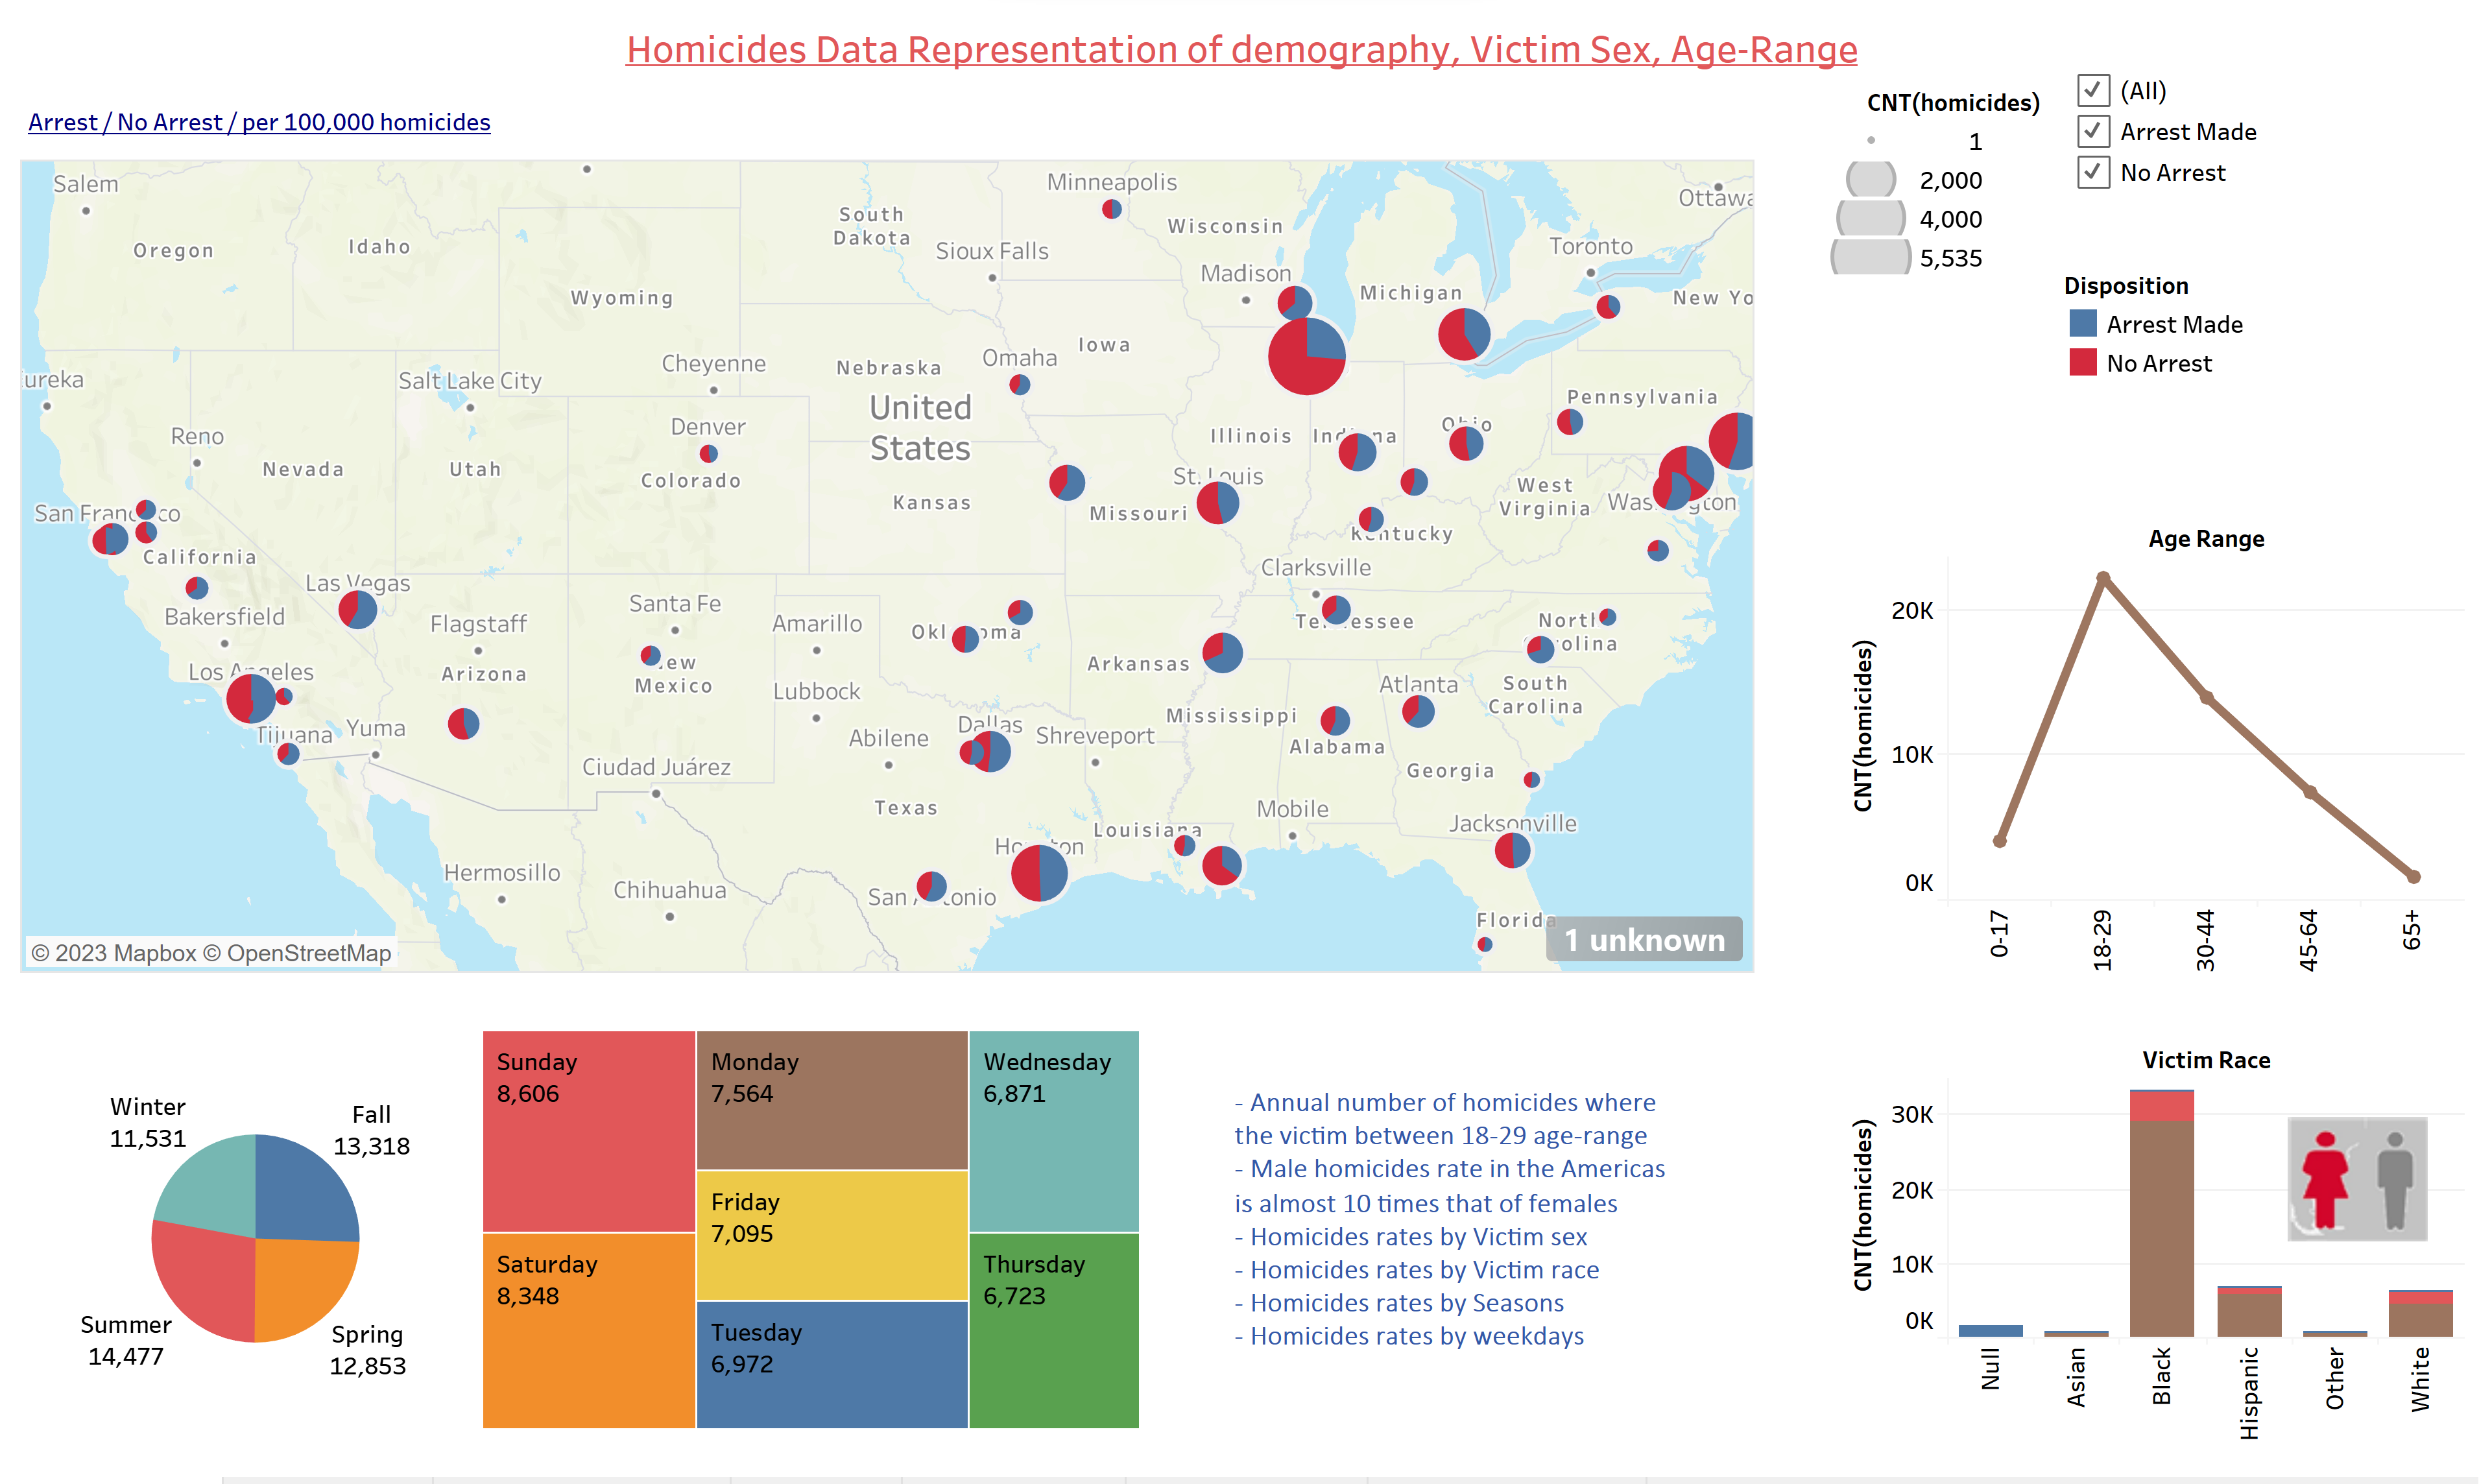 Homicides Data Representation of demography, Victim Sex, Age-Range
Arrest / No Arrest / per 100,000 homicides
CNT(homicides)
1
2,000
4,000
5,535
(All)
Arrest Made
No Arrest
Disposition
Arrest Made
No Arrest
Salem
Minneapolis
Ottawa
Oregon
Idaho
South
Dakota
Wisconsin
Sioux Falls
Toronto
Madison
Wyoming
Michigan
New Yo
ureka
Salt Lake City
Cheyenne
Nebraska
Omaha
Iowa
United
States
Pennsylvania
Reno
Denver
Illinois
Nevada
Utah
Colorado
Kansas
Missouri
West
Virginia
California
Kentucky
Clarksville
Las Vegas
Bakersfield
Flagstaff
Santa Fe
Amarillo
Tennessee
North
Los Angeles
Arizona
Mexico
Lubbock
Arkansas
Atlanta
South
Carolina
Tijuana
Yuma
Abilene
Dallas
Shreveport
Mississippi
Alabama
Ciudad Juárez
Georgia
Texas
Mobile
Louisiana
Jacksonville
Hermosillo
Chihuahua
Florida
© 2023 Mapbox © OpenStreetMap
1 unknown
Age Range
CNT(homicides)
20K
10K
0K
0-17
18-29
30-44
45-64
65+
Winter
11,531
Fall
13,318
Summer
14,477
Spring
12,853
Sunday
8,606
Monday
7,564
Wednesday
6,871
Friday
7,095
Saturday
8,348
Thursday
6,723
Tuesday
6,972
- Annual number of homicides where
the victim between 18-29 age-range
- Male homicides rate in the Americas
is almost 10 times that of females
- Homicides rates by Victim sex
- Homicides rates by Victim race
- Homicides rates by Seasons
- Homicides rates by weekdays
Victim Race
CNT(homicides)
30K
20K
10K
0K
Null
Asian
Black
Hispanic
Other
White